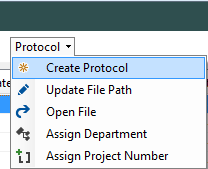 Protocol
Create Protocol
Update File Path
Open File
Assign Department
Assign Project Number